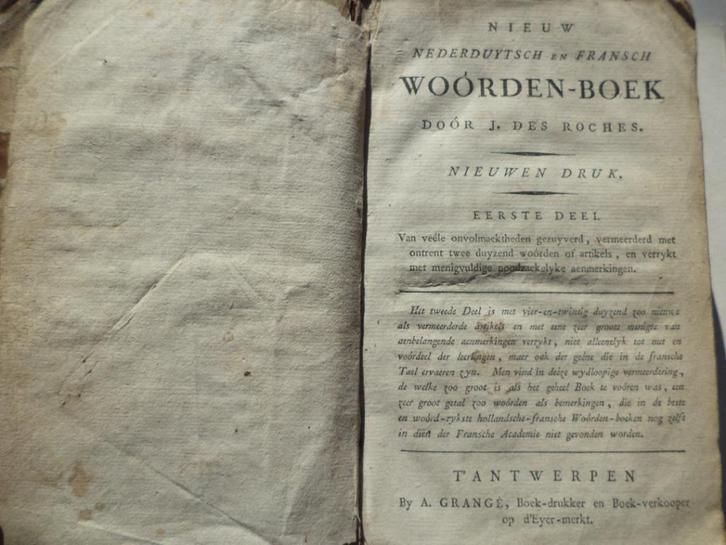 NIEUW
NEDERDUYTSCH EN FRANSCH
WOÓRDEN-BOEK
DOÓR J. DES ROCHES.
NIEUWEN DRUK.
EERSTE DEEL
Van veéle onvolmaektheden gezuyverd, vermeerderd met
ontrent twee duyzend woórden of artikels, en verrykt
met menigvuldige noodzaekelyke aenmerkingen.
Het tweede Deel is met vier-en-twintig duyzend zoo nieuwe
als vermeerderde artikels en met eene zeer groote menigte van
aenbelangende aenmerkingen verrykt, niet alleenelyk tot nut en
voórdeel der leerlingen, maer oók der geéne die in de fransche
Tael ervaeren zyn. Men vind in deéze wydloopige vermeerdering,
de welke zoo groot is als het geheel Boek te vooren was, een
zeer groot getal zoo woórden als bemerkingen, die in de beste
en woórd-rykste hollandsche-fransche Woórden-boeken nog zelfs
in dien der Fransche Academie niet gevonden worden.
T'ANTWERPEN
By A. GRANGÉ, Boek-drukker en Boek-verkooper
op d'Eyer-merkt.